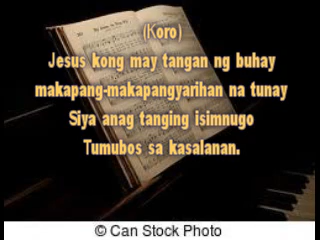 (Koro)
Jesus kong may tangan ng buhay
makapang-makapangyarihan na tunay
Siya anag tanging isimnugo
Tumubos sa kasalanan.
© Can Stock Photo